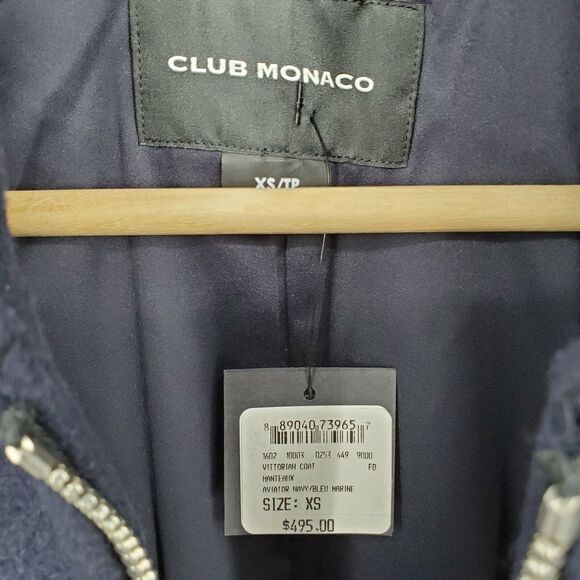 CLUB MONACO
XS/TP
8 89040 73965 7
1602 10003 0253 449 9000
VITTORIAH COAT FD
MANTEAUX
AVIATOR NAVY/BLEU MARINE
SIZE: XS
$495.00